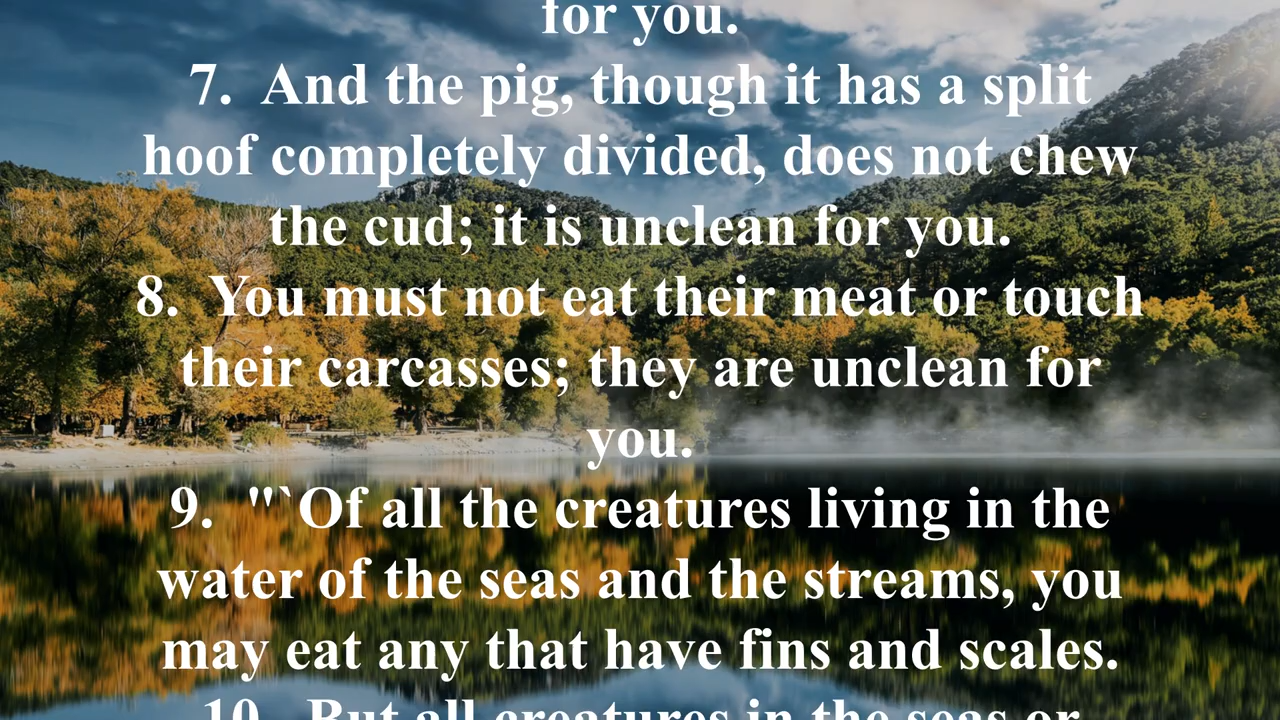 for you.
7. And the pig, though it has a split
hoof completely divided, does not chew
the cud; it is unclean for you.
8. You must not eat their meat or touch
their carcasses; they are unclean for
you.
9. "`Of all the creatures living in the
water of the seas and the streams, you
may eat any that have fins and scales.
10. But all creatures in the seas or